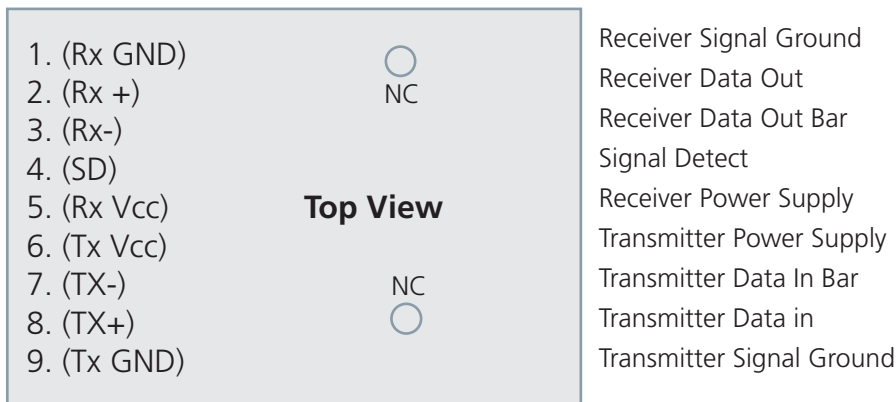 1. (Rx GND)
2. (Rx +)
NC
3. (Rx-)
4. (SD)
5. (Rx Vcc)
Top View
6. (Tx Vcc)
7. (TX-)
NC
8. (TX+)
9. (Tx GND)
Receiver Signal Ground
Receiver Data Out
Receiver Data Out Bar
Signal Detect
Receiver Power Supply
Transmitter Power Supply
Transmitter Data In Bar
Transmitter Data in
Transmitter Signal Ground